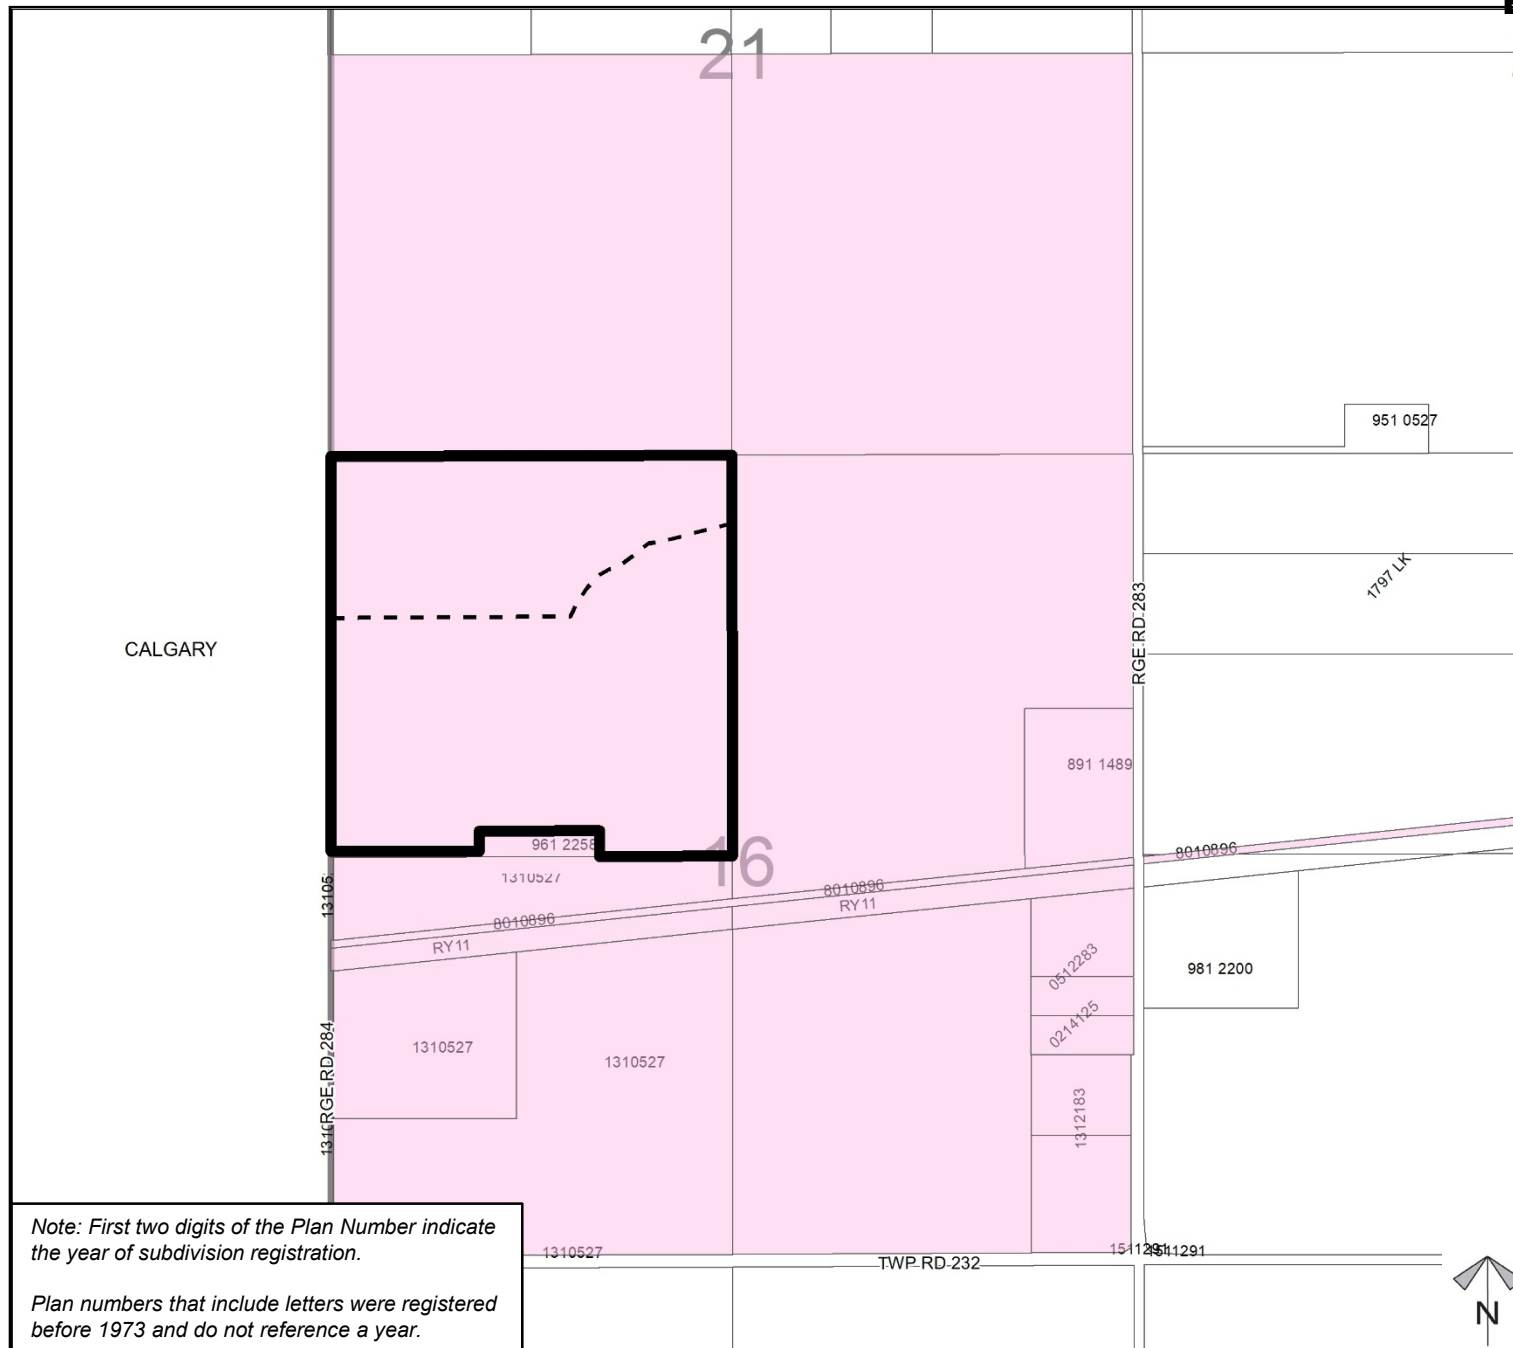 21
951 0527
1797 LK
RGE RD 283
CALGARY
891 1489
961 2258
16
8010896
1310527
8010896
13105
8010896
RY11
RY11
981 2200
0512283
0214125
1310527
1310527
RGE RD 284
1312183
Note: First two digits of the Plan Number indicate
the year of subdivision registration.
Plan numbers that include letters were registered
before 1973 and do not reference a year.
1310527
1511291
1511291
TWP RD 232
N